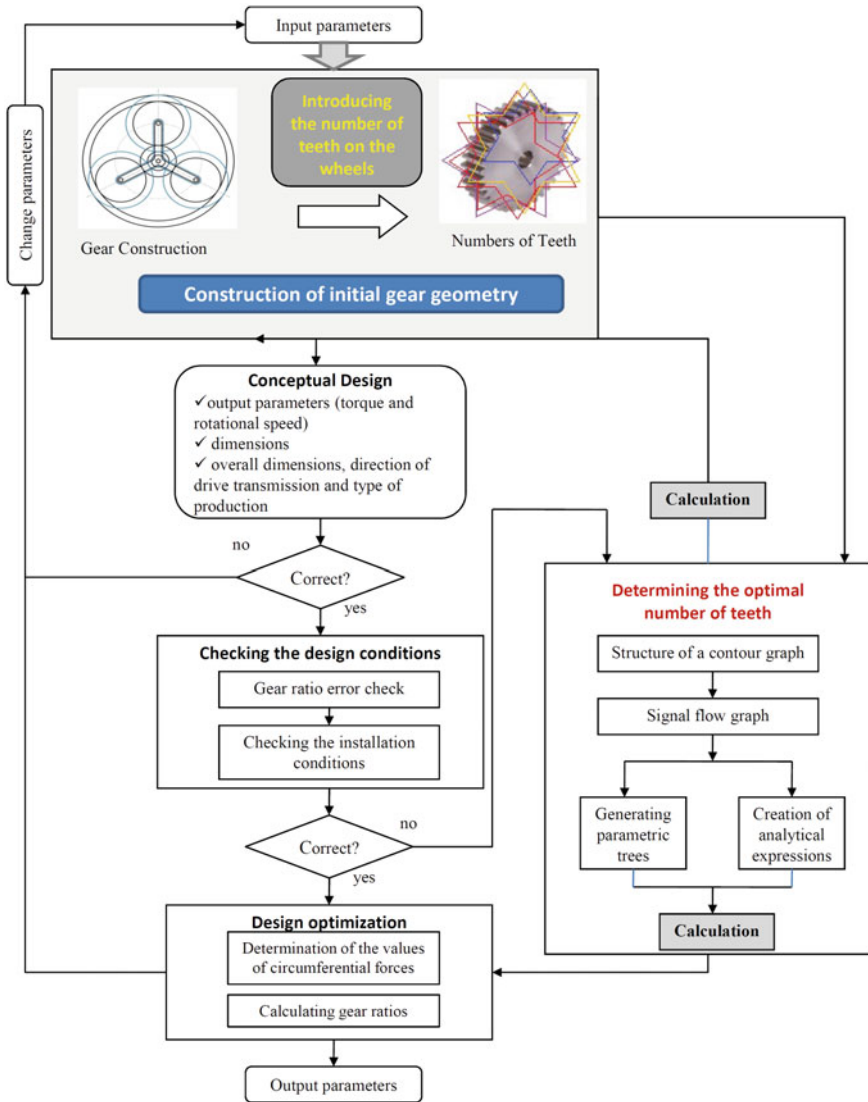 Input parameters
Change parameters
Introducing
the number of
teeth on the
wheels
Gear Construction
Numbers of Teeth
Construction of initial gear geometry
Conceptual Design
✓output parameters (torque and
rotational speed)
✓ dimensions
✓ overall dimensions, direction of
drive transmission and type of
production
Calculation
no
Correct?
yes
Determining the optimal
number of teeth
Structure of a contour graph
Signal flow graph
Generating
parametric
trees
Creation of
analytical
expressions
Calculation
Checking the design conditions
Gear ratio error check
Checking the installation
conditions
no
Correct?
yes
Design optimization
Determination of the values
of circumferential forces
Calculating gear ratios
Output parameters